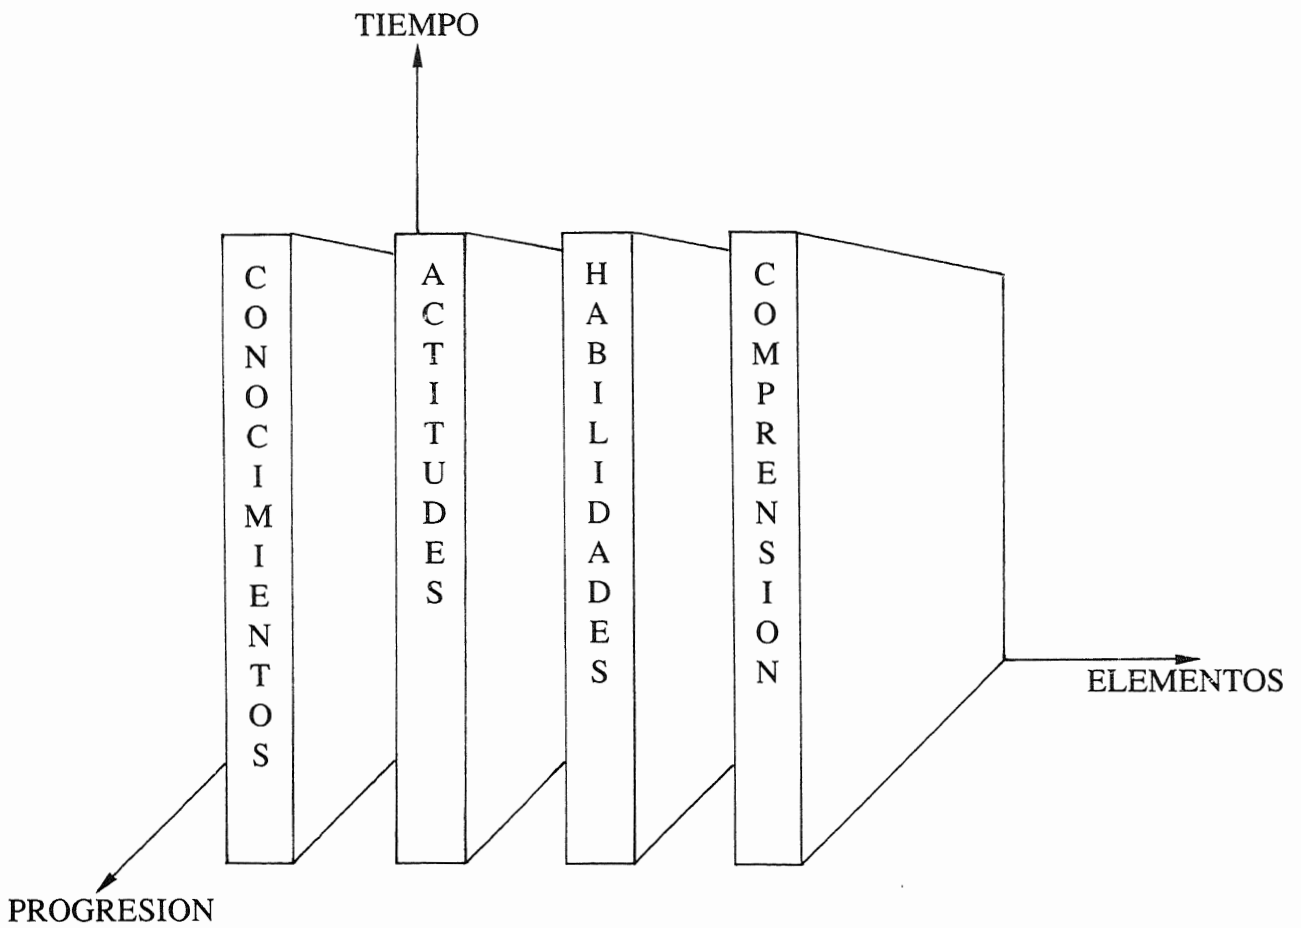 TIEMPO
CONOCIMIENTOS
ACTITUDES
HABILIDADES
COMPRENSION
ELEMENTOS
PROGRESION